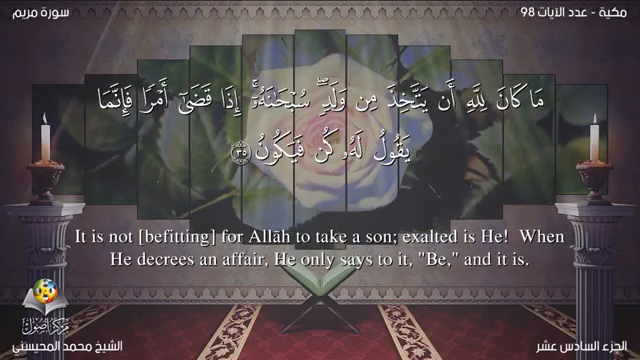 مكية - عدد الآيات 98
سورة مريم
مَا كَانَ لِلَّهِ أَن يَتَّخِذَ مِن وَلَدٍ ۖ سُبْحَـٰنَهُۥٓ ۚ إِذَا قَضَىٰٓ أَمْرًا فَإِنَّمَا
يَقُولُ لَهُۥ كُن فَيَكُونُ ٣٥
It is not [befitting] for Allāh to take a son; exalted is He!  When
He decrees an affair, He only says to it, "Be," and it is.
مركز أصول
الجزء السادس عشر
الشيخ محمد المحيسني